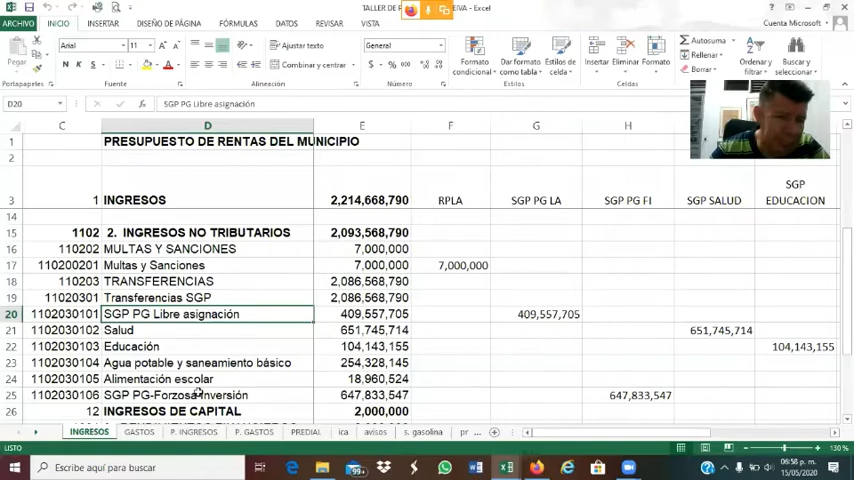 TALLER DE P
EIVA - Excel
ARCHIVO INICIO INSERTAR DISEÑO DE PÁGINA FÓRMULAS DATOS REVISAR VISTA Cuenta Microsoft
Pegar Arial 11 Ajustar texto General Formato condicional Dar formato como tabla Estilos de celda Insertar Eliminar Formato Autosuma Ordenar y filtrar Buscar y seleccionar
N K S Combinar y centrar $ % Rellenar
Borrar
Portapapeles Fuente Alineación Número Estilos Celdas
D20 SGP PG Libre asignación
C D E F G H I J
1 PRESUPUESTO DE RENTAS DEL MUNICIPIO
2
3 1 INGRESOS 2,214,668,790 RPLA SGP PG LA SGP PG FI SGP SALUD SGP EDUCACION
14
15 1102 2. INGRESOS NO TRIBUTARIOS 2,093,568,790
16 110202 MULTAS Y SANCIONES 7,000,000
17 110200201 Multas y Sanciones 7,000,000 7,000,000
18 110203 TRANSFERENCIAS 2,086,568,790
19 11020301 Transferencias SGP 2,086,568,790
20 1102030101 SGP PG Libre asignación 409,557,705 409,557,705
21 1102030102 Salud 651,745,714 651,745,714
22 1102030103 Educación 104,143,155 104,143,155
23 1102030104 Agua potable y saneamiento básico 254,328,145
24 1102030105 Alimentación escolar 18,960,524
25 1102030106 SGP PG-Forzosa Inversión 647,833,547 647,833,547
26 12 INGRESOS DE CAPITAL 2,000,000
INGRESOS GASTOS P. INGRESOS P. GASTOS PREDIAL ica avisos s. gasolina pr ...
LISTO 130 %
Escribe aquí para buscar 99+ 06:58 p. m.
15/05/2020